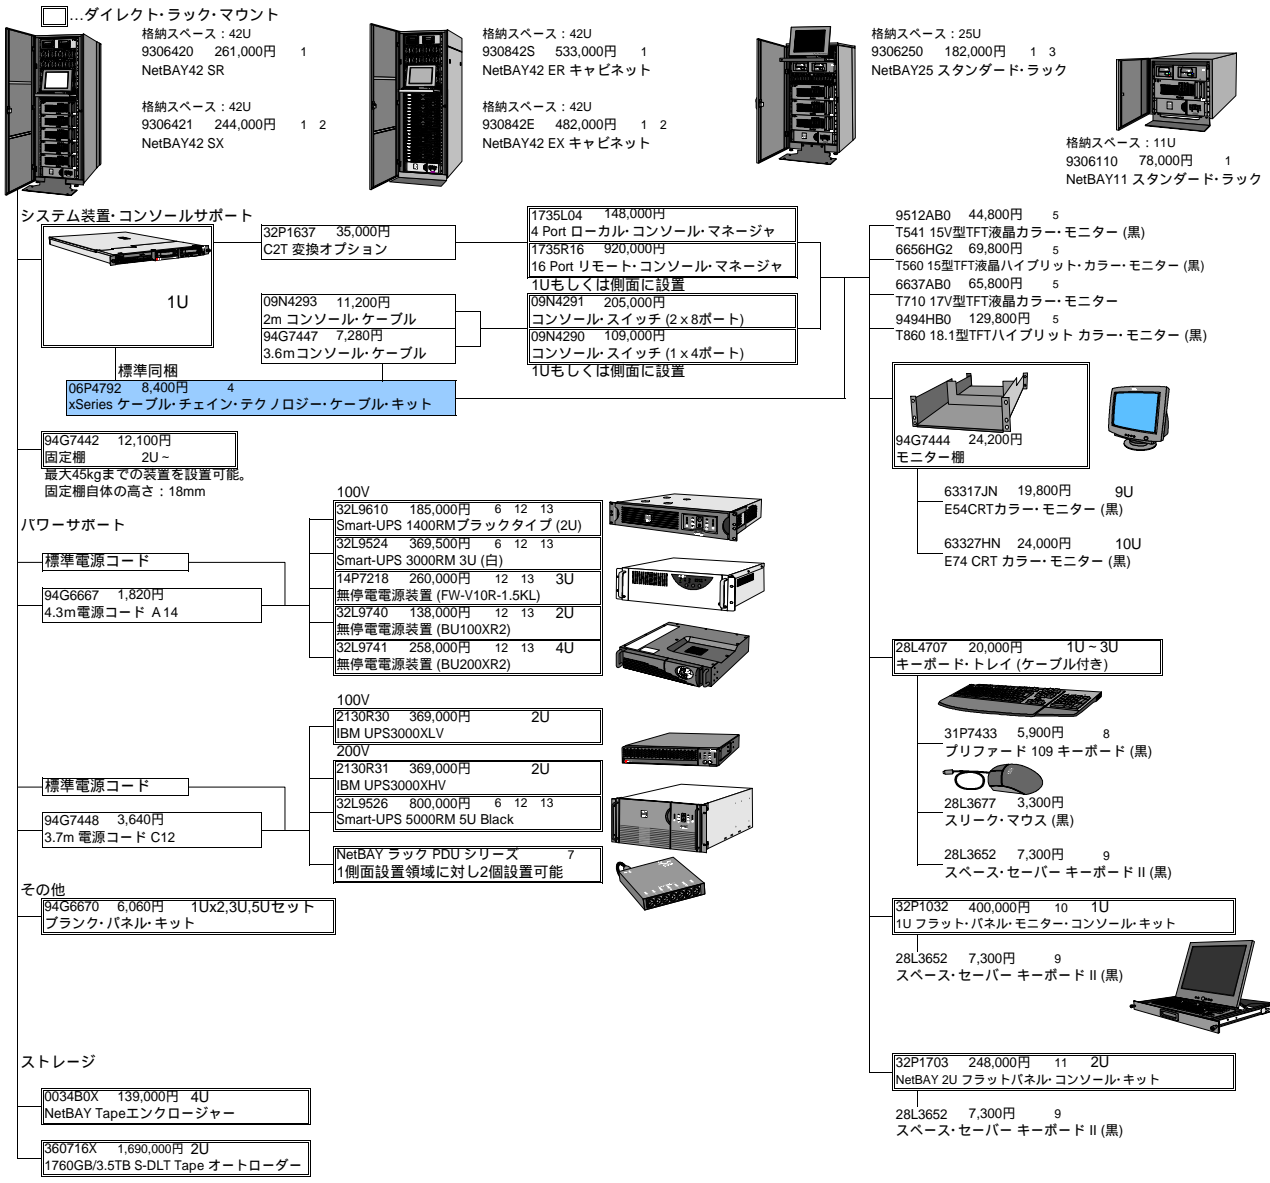 …ダイレクト・ラック・マウント
格納スペース：42U
9306420 261,000円 1
NetBAY42 SR
格納スペース：42U
9306421 244,000円 1 2
NetBAY42 SX
格納スペース：42U
930842S 533,000円 1
NetBAY42 ER キャビネット
格納スペース：42U
930842E 482,000円 1 2
NetBAY42 EX キャビネット
格納スペース：25U
9306250 182,000円 1 3
NetBAY25 スタンダード・ラック
格納スペース：11U
9306110 78,000円 1
NetBAY11 スタンダード・ラック
システム装置・コンソールサポート
1U
標準同梱
06P4792 8,400円 4
xSeries ケーブル・チェイン・テクノロジー・ケーブル・キット
32P1637 35,000円
C2T 変換オプション
09N4293 11,200円
2m コンソール・ケーブル
94G7447 7,280円
3.6mコンソール・ケーブル
1735L04 148,000円
4 Port ローカル・コンソール・マネージャ
1735R16 920,000円
16 Port リモート・コンソール・マネージャ
1Uもしくは側面に設置
09N4291 205,000円
コンソール・スイッチ (2 x 8ポート)
09N4290 109,000円
コンソール・スイッチ (1 x 4ポート)
1Uもしくは側面に設置
9512AB0 44,800円 5
T541 15V型TFT液晶カラー・モニター (黒)
6656HG2 69,800円 5
T560 15型TFT液晶ハイブリット・カラー・モニター (黒)
6637AB0 65,800円 5
T710 17V型TFT液晶カラー・モニター
9494HB0 129,800円 5
T860 18.1型TFTハイブリット カラー・モニター (黒)
94G7444 24,200円
モニター棚
63317JN 19,800円 9U
E54CRTカラー・モニター (黒)
63327HN 24,000円 10U
E74 CRT カラー・モニター (黒)
94G7442 12,100円
固定棚 2U ~
最大45kgまでの装置を設置可能。
固定棚自体の高さ：18mm
パワーサポート
標準電源コード
94G6667 1,820円
4.3m電源コード A14
100V
32L9610 185,000円 6 12 13
Smart-UPS 1400RMブラックタイプ (2U)
32L9524 369,500円 6 12 13
Smart-UPS 3000RM 3U (白)
14P7218 260,000円 12 13 3U
無停電電源装置 (FW-V10R-1.5KL)
32L9740 138,000円 12 13 2U
無停電電源装置 (BU100XR2)
32L9741 258,000円 12 13 4U
無停電電源装置 (BU200XR2)
28L4707 20,000円 1U ~ 3U
キーボード・トレイ (ケーブル付き)
31P7433 5,900円 8
プリファード 109 キーボード (黒)
28L3677 3,300円
スリーク・マウス (黒)
28L3652 7,300円 9
スペース・セーバー キーボード II (黒)
標準電源コード
94G7448 3,640円
3.7m 電源コード C12
100V
2130R30 369,000円 2U
IBM UPS3000XLV
200V
2130R31 369,000円 2U
IBM UPS3000XHV
32L9526 800,000円 6 12 13
Smart-UPS 5000RM 5U Black
NetBAY ラック PDU シリーズ 7
1側面設置領域に対し2個設置可能
その他
94G6670 6,060円 1Ux2,3U,5Uセット
ブランク・パネル・キット
32P1032 400,000円 10 1U
1U フラット・パネル・モニター・コンソール・キット
28L3652 7,300円 9
スペース・セーバー キーボード II (黒)
32P1703 248,000円 11 2U
NetBAY 2U フラットパネル・コンソール・キット
28L3652 7,300円 9
スペース・セーバー キーボード II (黒)
ストレージ
0034B0X 139,000円 4U
NetBAY Tapeエンクロージャー
360716X 1,690,000円 2U
1760GB/3.5TB S-DLT Tape オートローダー